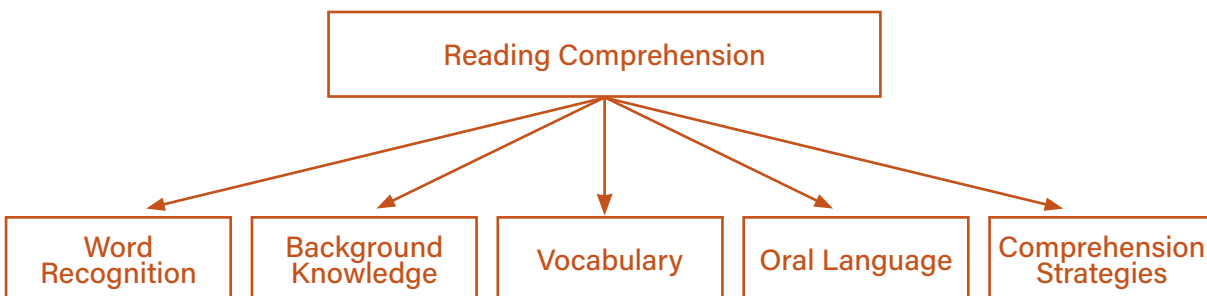 Reading Comprehension
Word
Recognition
Background
Knowledge
Vocabulary
Oral Language
Comprehension
Strategies